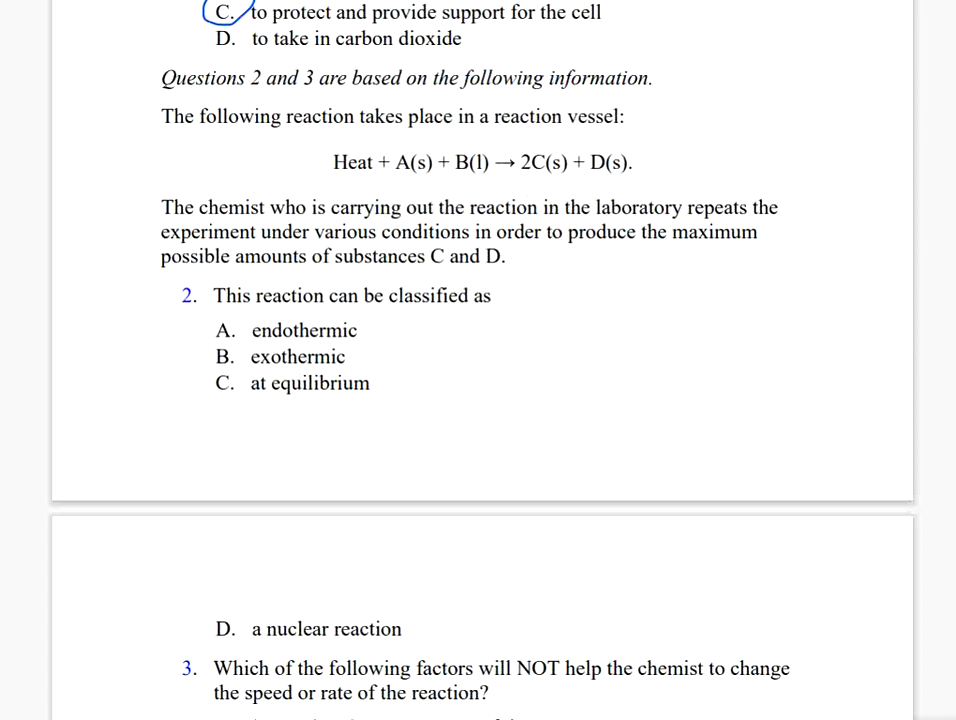 C. to protect and provide support for the cell
D. to take in carbon dioxide
Questions 2 and 3 are based on the following information.
The following reaction takes place in a reaction vessel:
Heat + A(s) + B(l) → 2C(s) + D(s).
The chemist who is carrying out the reaction in the laboratory repeats the
experiment under various conditions in order to produce the maximum
possible amounts of substances C and D.
2. This reaction can be classified as
A. endothermic
B. exothermic
C. at equilibrium
D. a nuclear reaction
3. Which of the following factors will NOT help the chemist to change
the speed or rate of the reaction?